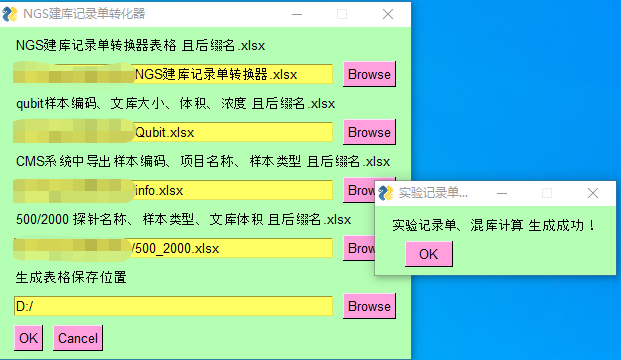 NGS建库记录单转化器
NGS建库记录单转换器表格 且后缀名.xlsx
NGS建库记录单转换器.xlsx
Browse
qubit样本编码、文库大小、体积、浓度 且后缀名.xlsx
Qubit.xlsx
Browse
CMS系统中导出样本编码、项目名称、样本类型 且后缀名.xlsx
info.xlsx
Brow
500/2000 探针名称、样本类型、文库体积 且后缀名.xlsx
/500_2000.xlsx
Brow
生成表格保存位置
D:/
Browse
OK
Cancel
实验记录单...
实验记录单、混库计算 生成成功！
OK